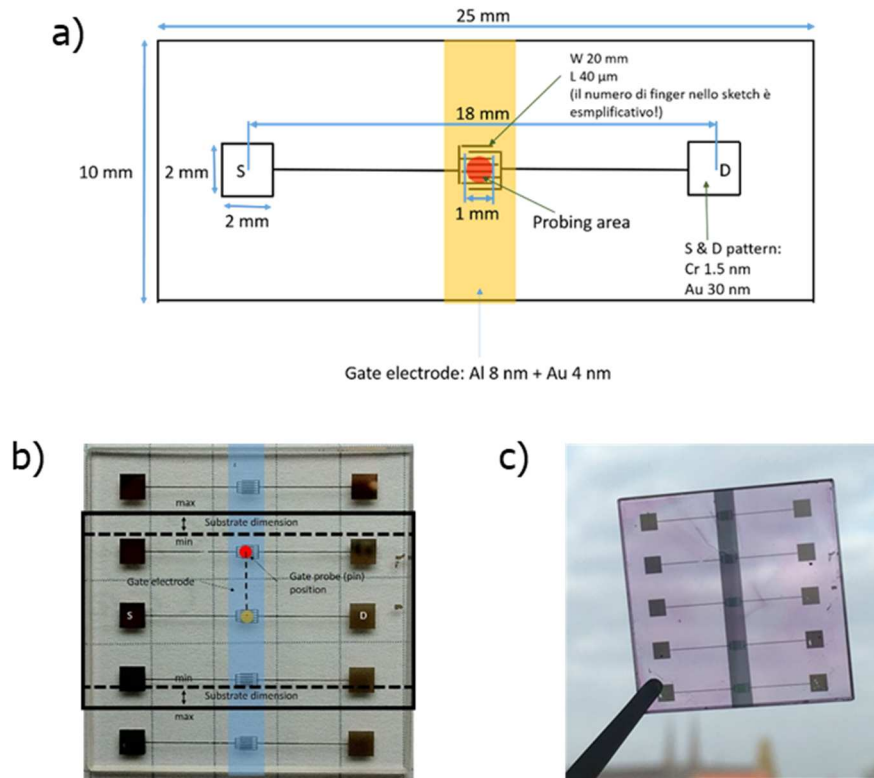 a)
25 mm
W 20 mm
L 40 µm
(il numero di finger nello sketch è
esmplificativo!)
18 mm
10 mm
2 mm
S
D
2 mm
1 mm
Probing area
S & D pattern:
Cr 1.5 nm
Au 30 nm
Gate electrode: Al 8 nm + Au 4 nm
b)
max
Substrate dimension
min
Gate electrode
Gate probe (pin)
position
S
D
min
Substrate dimension
max
c)